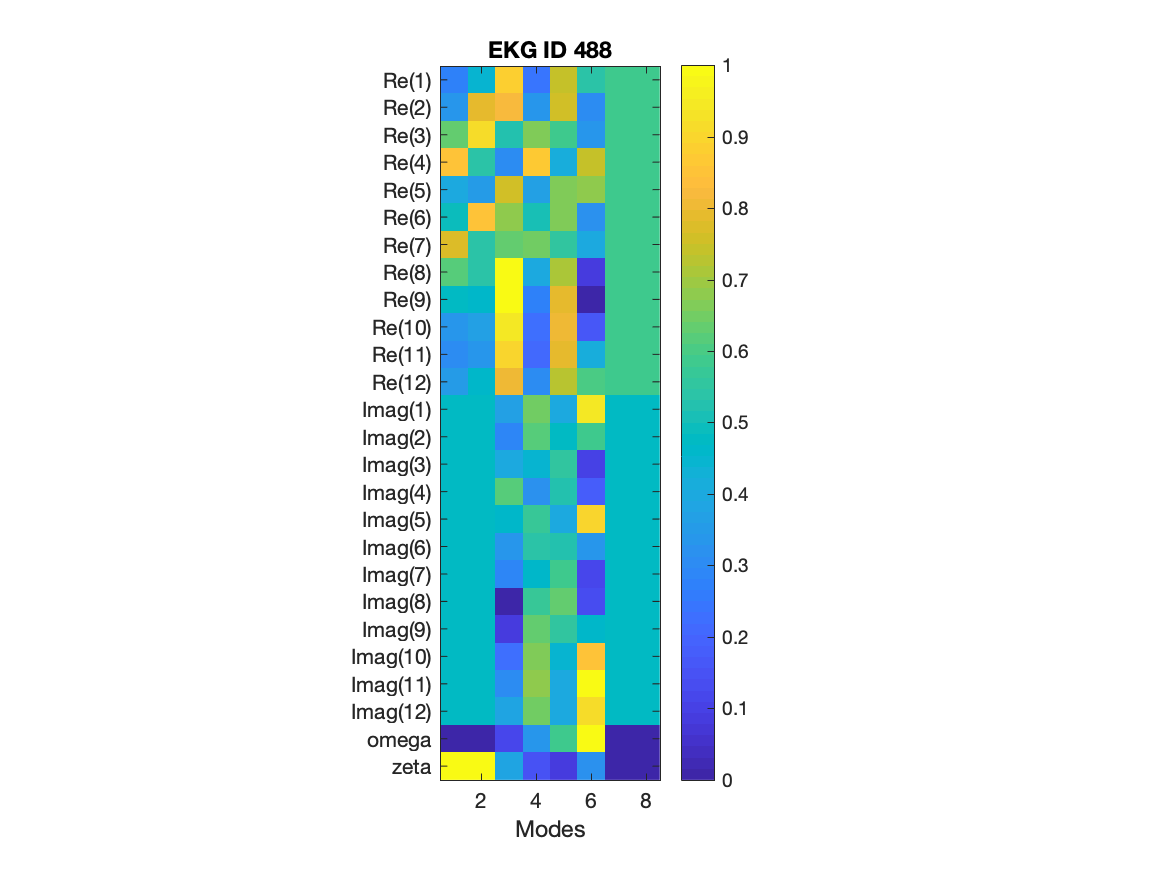 EKG ID 488
Re(1)
Re(2)
Re(3)
Re(4)
Re(5)
Re(6)
Re(7)
Re(8)
Re(9)
Re(10)
Re(11)
Re(12)
Imag(1)
Imag(2)
Imag(3)
Imag(4)
Imag(5)
Imag(6)
Imag(7)
Imag(8)
Imag(9)
Imag(10)
Imag(11)
Imag(12)
omega
zeta
2 4 6 8
Modes
1
0.9
0.8
0.7
0.6
0.5
0.4
0.3
0.2
0.1
0